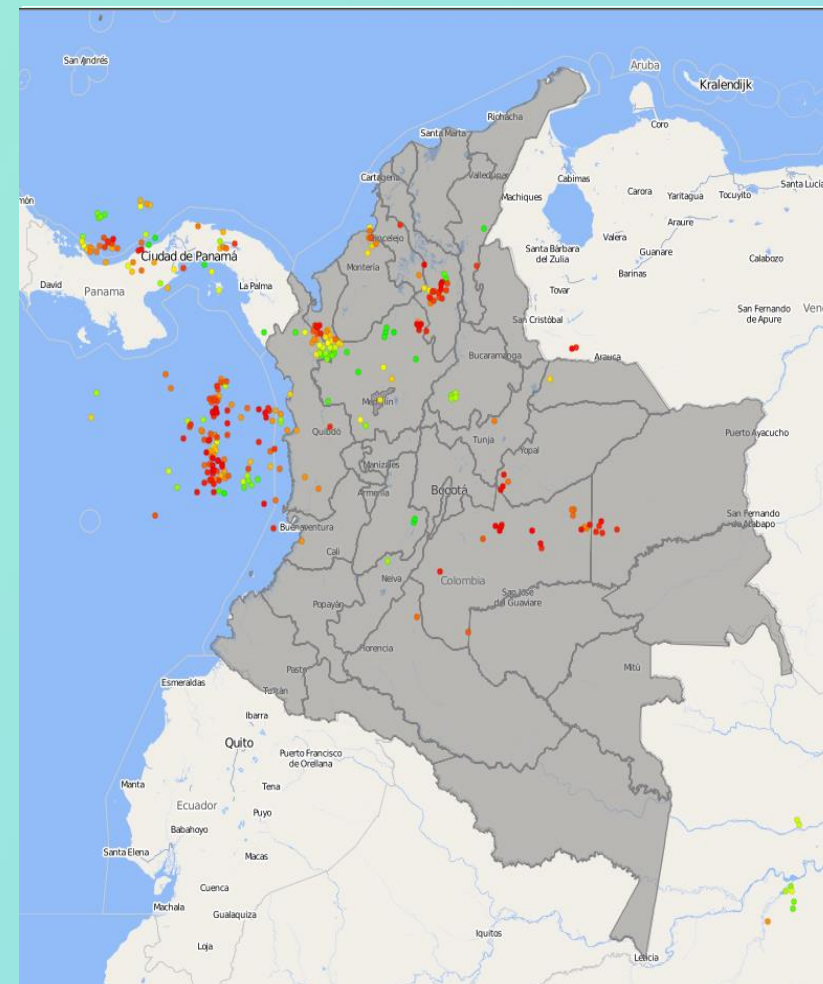 San Andrés
Aruba
Kralendijk
Riohacha
Coro
Santa Marta
Cartagena
Valledupar
Cabimas
Santa Lucía
Machiques
Carora
Yaritagua
Tocuyito
Araure
Valera
Guanare
Calabozo
Santa Bárbara
del Zulia
Barinas
Montería
Ciudad de Panamá
David
Panama
La Palma
Tovar
San Fernando
de Apure
San Cristóbal
Bucaramanga
Arauca
Medellín
Quibdó
Tunja
Yopal
Puerto Ayacucho
Manizales
Armenia
Bogotá
San Fernando
de Atabapo
Buenaventura
Cali
Neiva
Colombia
San José
del Guaviare
Popayán
Florencia
Mitú
Pasto
Tulcán
Esmeraldas
Ibarra
Quito
Puerto Francisco
de Orellana
Manta
Tena
Ecuador
Puyo
Babahoyo
Santa Elena
Macas
Cuenca
Machala
Gualaquiza
Iquitos
Loja
Leticia